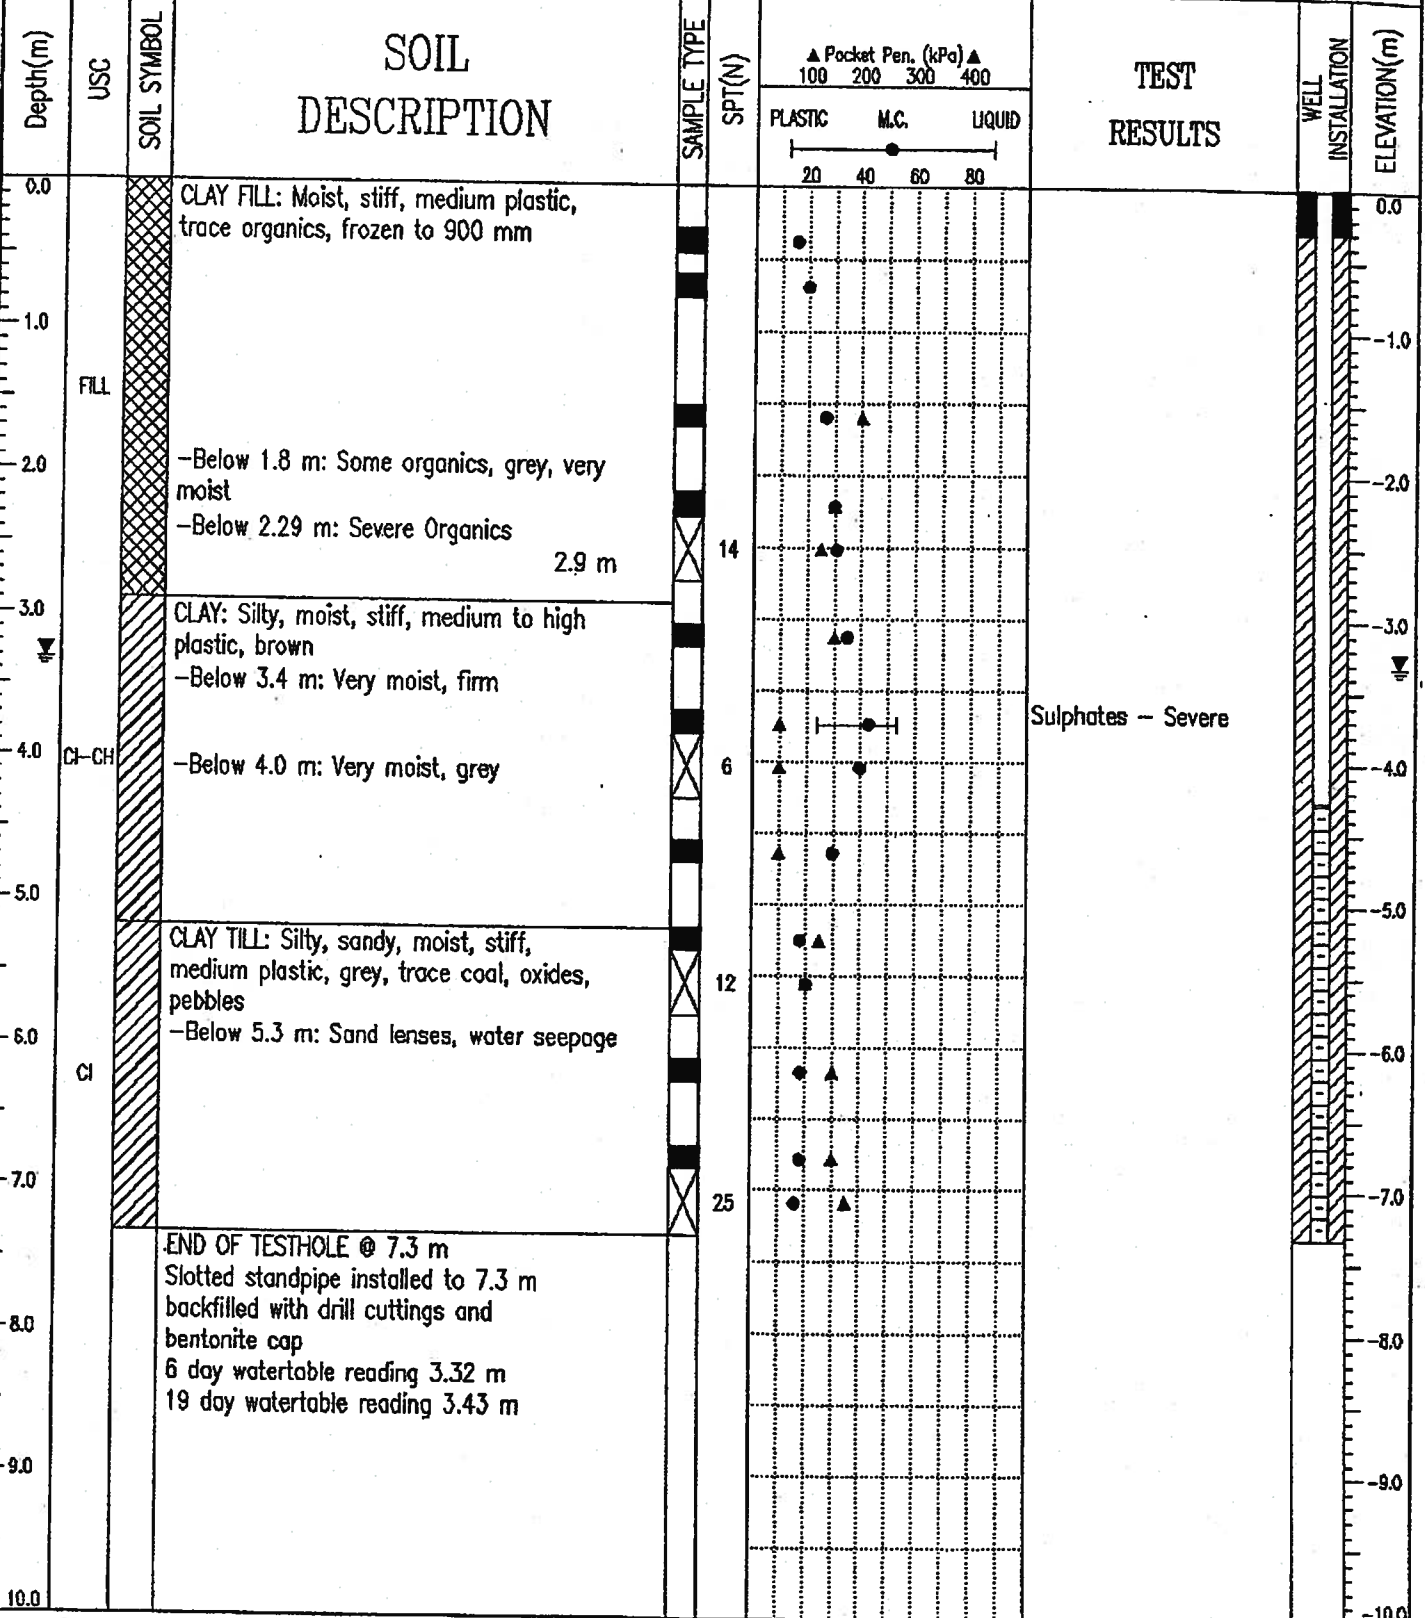 Depth(m)
USC
SOIL SYMBOL
SOIL
DESCRIPTION
SAMPLE TYPE
SPT(N)
▲ Pocket Pen. (kPa) ▲
100 200 300 400
PLASTIC M.C. LIQUID
20 40 60 80
TEST
RESULTS
WELL
INSTALLATION
ELEVATION(m)
0.0
CLAY FILL: Moist, stiff, medium plastic,
trace organics, frozen to 900 mm
0.0
1.0
-1.0
FILL
2.0
-Below 1.8 m: Some organics, grey, very
moist
-2.0
-Below 2.29 m: Severe Organics
14
2.9 m
3.0
CLAY: Silty, moist, stiff, medium to high
plastic, brown
-3.0
-Below 3.4 m: Very moist, firm
Sulphates - Severe
4.0
CI-CH
-Below 4.0 m: Very moist, grey
6
-4.0
5.0
-5.0
CLAY TILL: Silty, sandy, moist, stiff,
medium plastic, grey, trace coal, oxides,
pebbles
12
-Below 5.3 m: Sand lenses, water seepage
6.0
-6.0
CI
7.0
25
-7.0
END OF TESTHOLE @ 7.3 m
Slotted standpipe installed to 7.3 m
backfilled with drill cuttings and
bentonite cap
8.0
-8.0
6 day watertable reading 3.32 m
19 day watertable reading 3.43 m
9.0
-9.0
10.0
-10.0